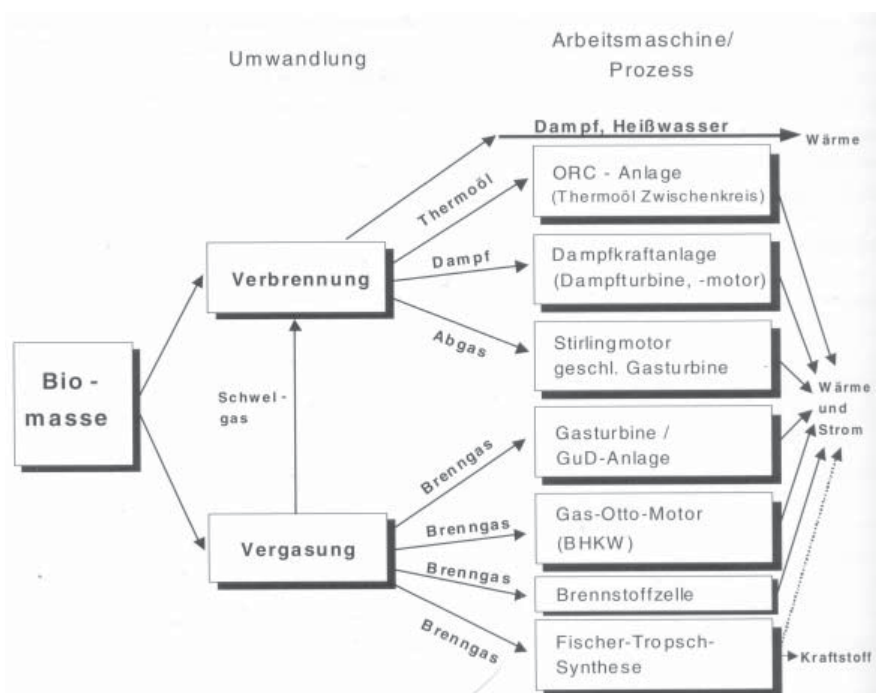 Umwandlung
Arbeitsmaschine/
Prozess
Dampf, Heißwasser
Wärme
Thermoöl
ORC - Anlage
(Thermoöl Zwischenkreis)
Verbrennung
Dampf
Dampfkraftanlage
(Dampfturbine, -motor)
Abgas
Stirlingmotor
geschl. Gasturbine
Bio -
masse
Schwel -
gas
Wärme
und
Strom
Brenngas
Gasturbine /
GuD-Anlage
Vergasung
Brenngas
Gas-Otto-Motor
(BHKW)
Brenngas
Brennstoffzelle
Brenngas
Fischer-Tropsch-
Synthese
Kraftstoff